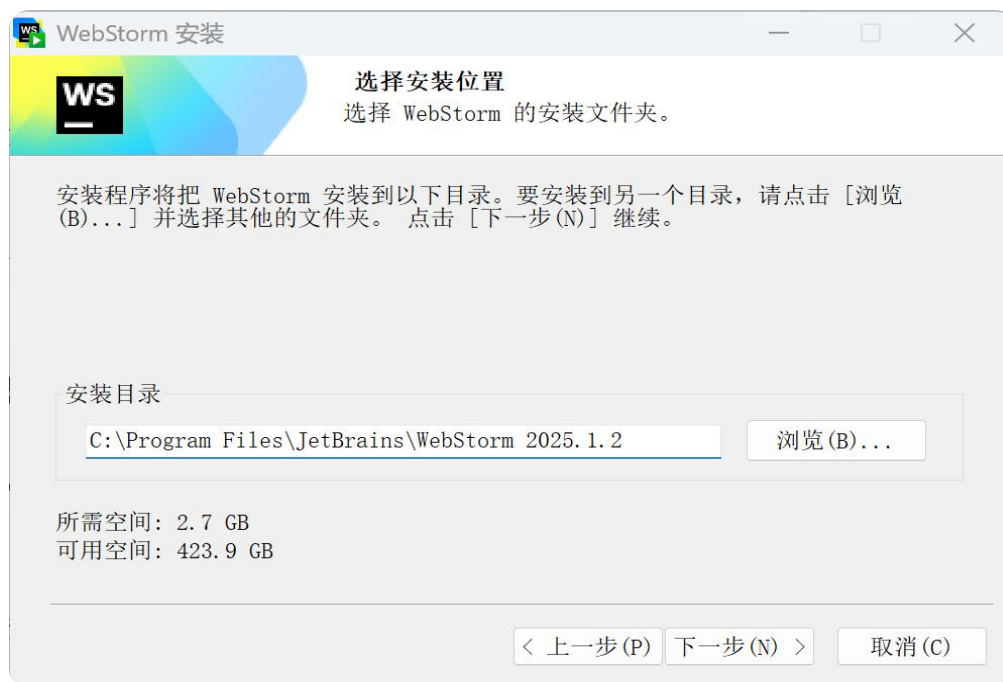 WebStorm 安装
WS
选择安装位置
选择 WebStorm 的安装文件夹。
安装程序将把 WebStorm 安装到以下目录。要安装到另一个目录，请点击 [浏览
(B)...] 并选择其他的文件夹。 点击 [下一步(N)] 继续。
安装目录
C:\Program Files\JetBrains\WebStorm 2025.1.2
浏览(B)...
所需空间: 2.7 GB
可用空间: 423.9 GB
< 上一步(P)
下一步(N) >
取消(C)